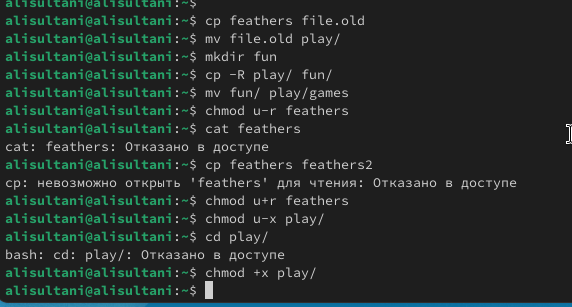 alisultani@alisultani:~$
alisultani@alisultani:~$ cp feathers file.old
alisultani@alisultani:~$ mv file.old play/
alisultani@alisultani:~$ mkdir fun
alisultani@alisultani:~$ cp -R play/ fun/
alisultani@alisultani:~$ mv fun/ play/games
alisultani@alisultani:~$ chmod u-r feathers
alisultani@alisultani:~$ cat feathers
cat: feathers: Отказано в доступе
alisultani@alisultani:~$ cp feathers feathers2
cp: невозможно открыть 'feathers' для чтения: Отказано в доступе
alisultani@alisultani:~$ chmod u+r feathers
alisultani@alisultani:~$ chmod u-x play/
alisultani@alisultani:~$ cd play/
bash: cd: play/: Отказано в доступе
alisultani@alisultani:~$ chmod +x play/
alisultani@alisultani:~$